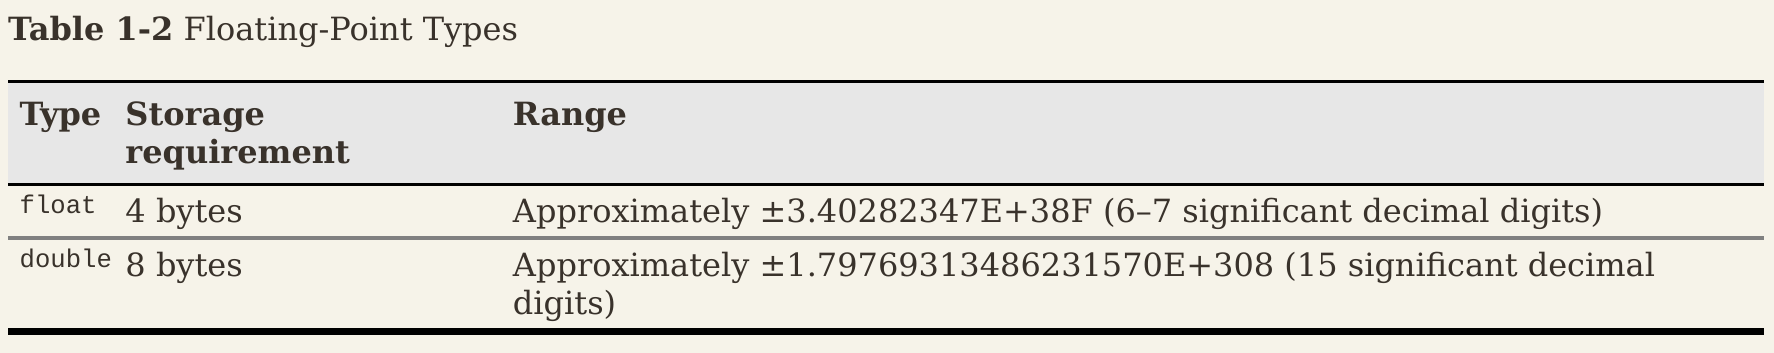 Table 1-2 Floating-Point Types
Type Storage requirement Range
float 4 bytes Approximately ±3.40282347E+38F (6–7 significant decimal digits)
double 8 bytes Approximately ±1.79769313486231570E+308 (15 significant decimal
digits)